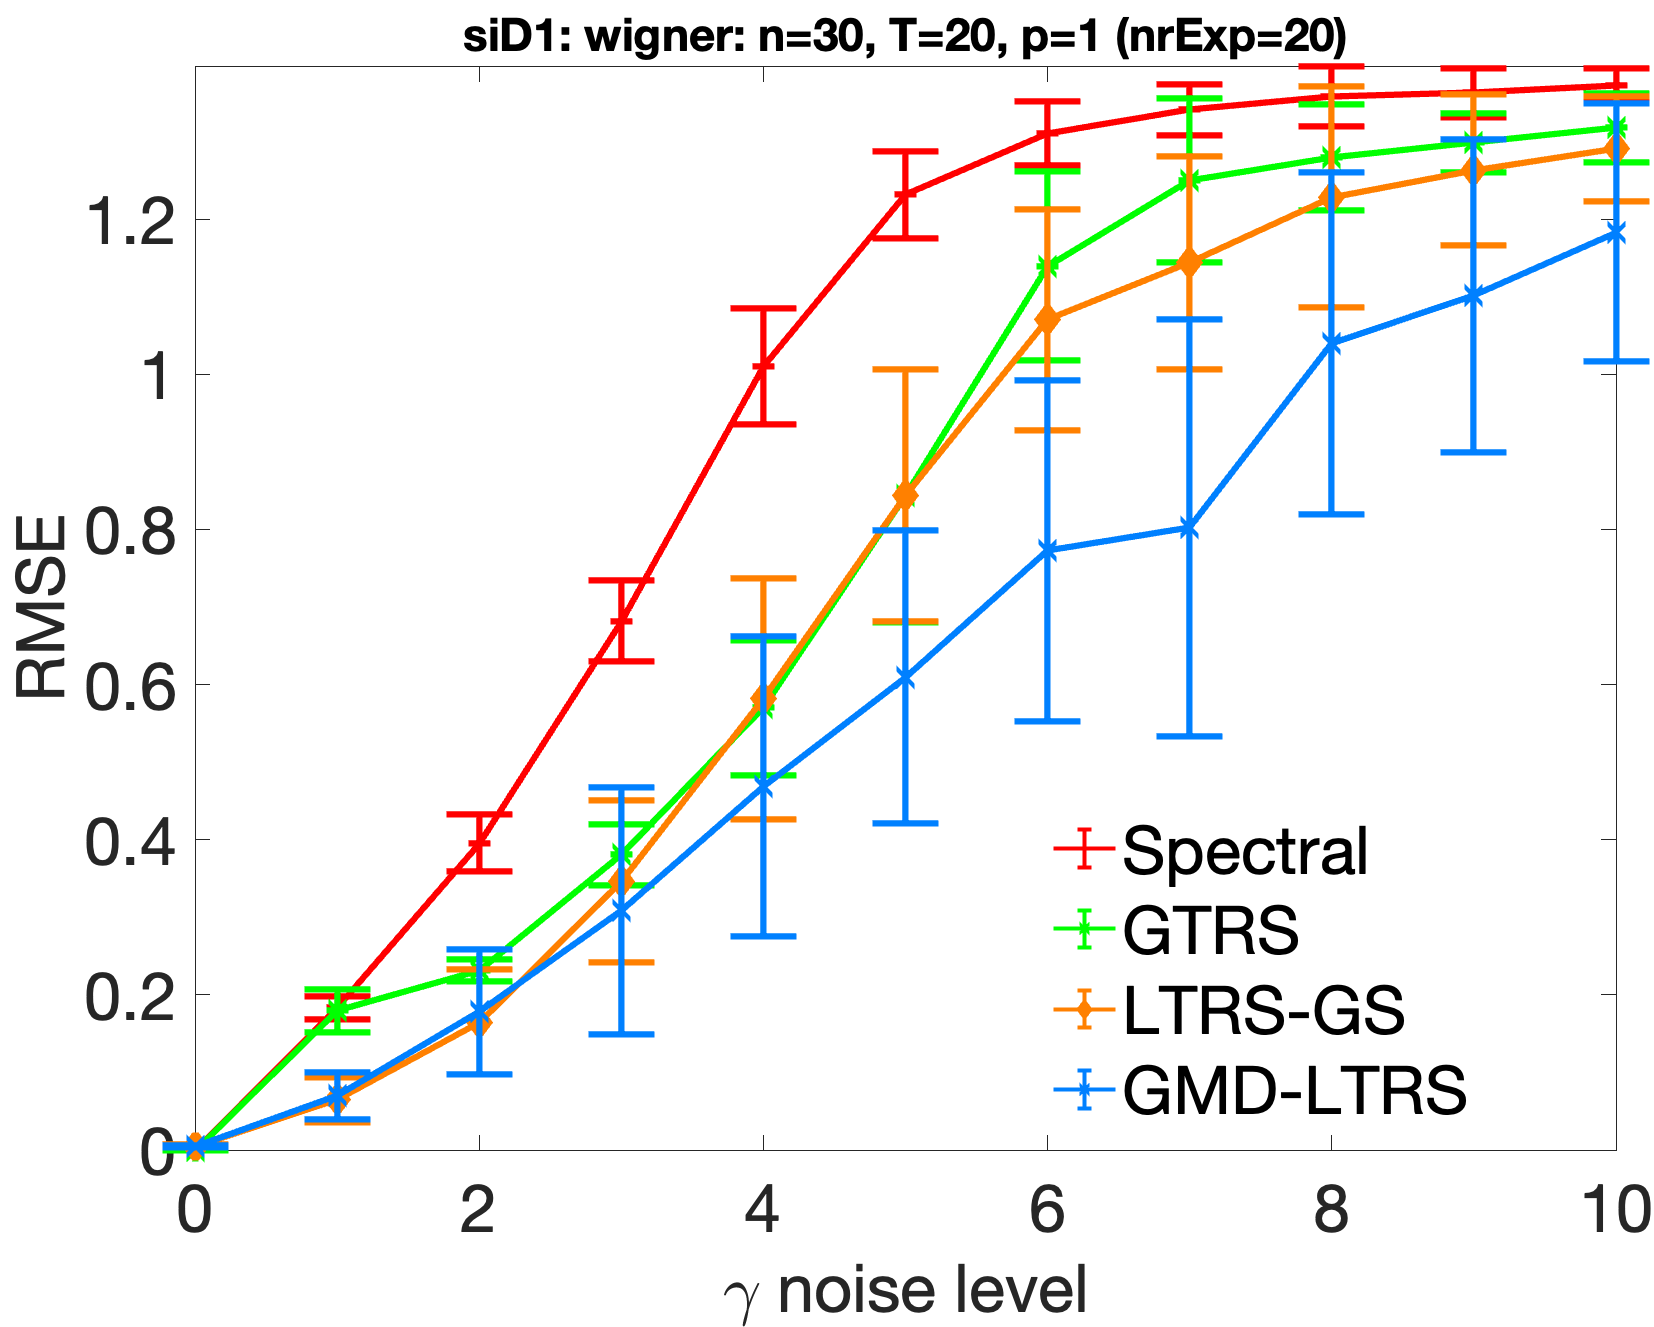 siD1: wigner: n=30, T=20, p=1 (nrExp=20)
RMSE
1.2
1
0.8
0.6
0.4
0.2
0
0 2 4 6 8 10
γ noise level
Spectral
GTRS
LTRS-GS
GMD-LTRS